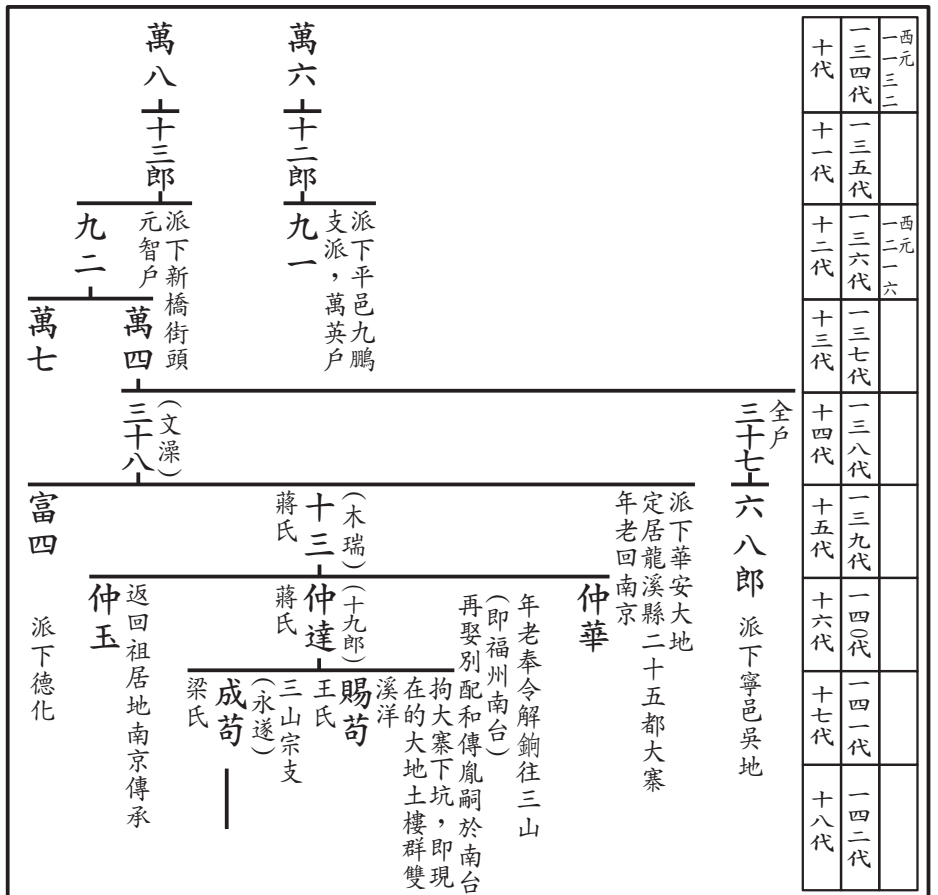 西元
一一三二
西元
一二一六
一三四代
一三五代
一三六代
一三七代
一三八代
一三九代
一四〇代
一四一代
一四二代
十代
十一代
十二代
十三代
十四代
十五代
十六代
十七代
十八代
萬六
萬八
十二郎
十三郎
派下平邑九鵬
支派，萬英戶
九一
派下新橋街頭
元智戶
九二
萬四
萬七
全戶
三十七
(文澡)
三十八
六八郎
派下寧邑吳地
派下華安大地
定居龍溪縣二十五都大寨
年老回南京
(木瑞)
十三
蔣氏
富四
派下德化
仲華
年老奉令解餉往三山
(即福州南台)
再娶別配和傳胤嗣於南台
(十九郎)
仲達
蔣氏
返回祖居地南京傳承
仲玉
拘大寨下坑，即現
在的大地土樓群雙
溪洋
賜苟
王氏
三山宗支
(永遂)
成苟
梁氏